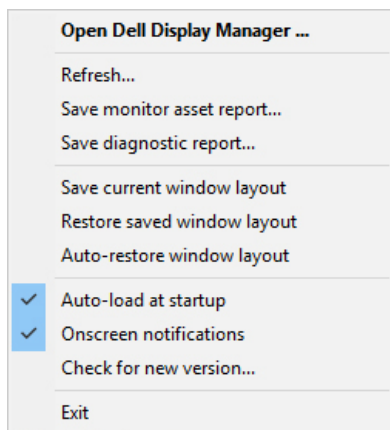 Open Dell Display Manager ...
Refresh...
Save monitor asset report...
Save diagnostic report...
Save current window layout
Restore saved window layout
Auto-restore window layout
Auto-load at startup
Onscreen notifications
Check for new version...
Exit